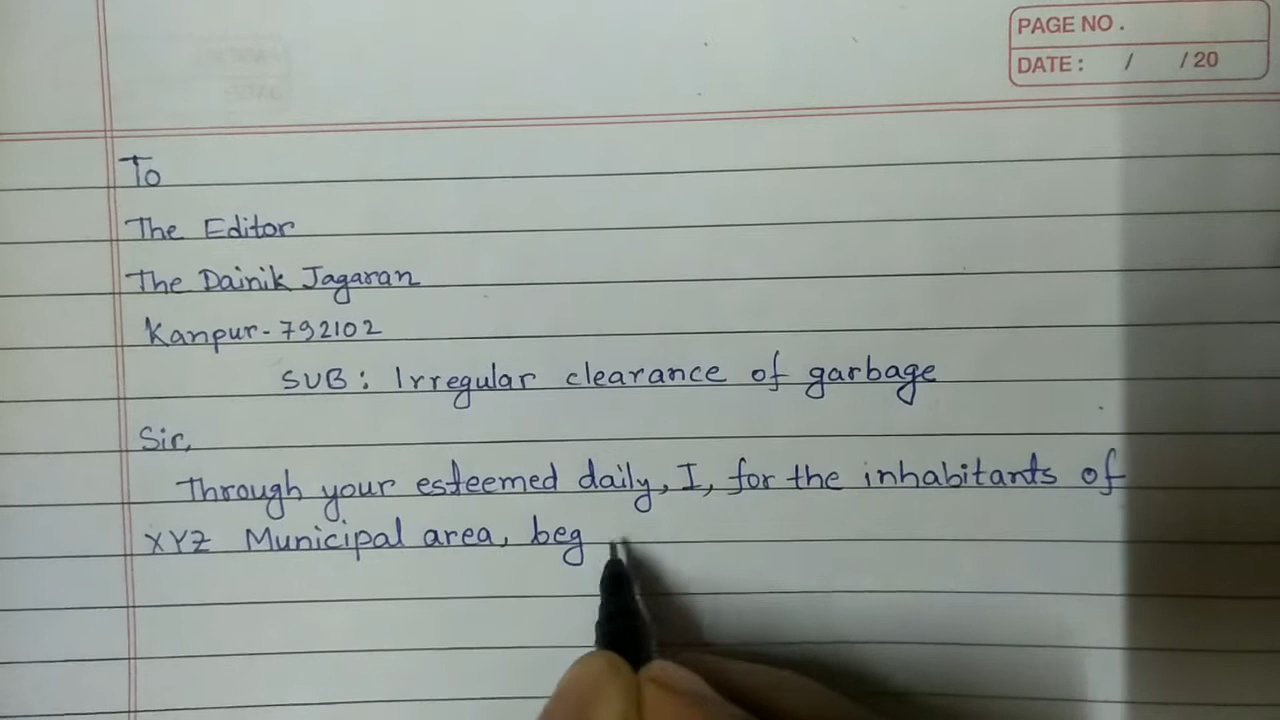 PAGE NO.
DATE: / /20
To
The Editor
The Dainik Jagaran
Kanpur-792102
SUB: Irregular clearance of garbage
Sir,
Through your esteemed daily, I, for the inhabitants of
XYZ Municipal area, beg